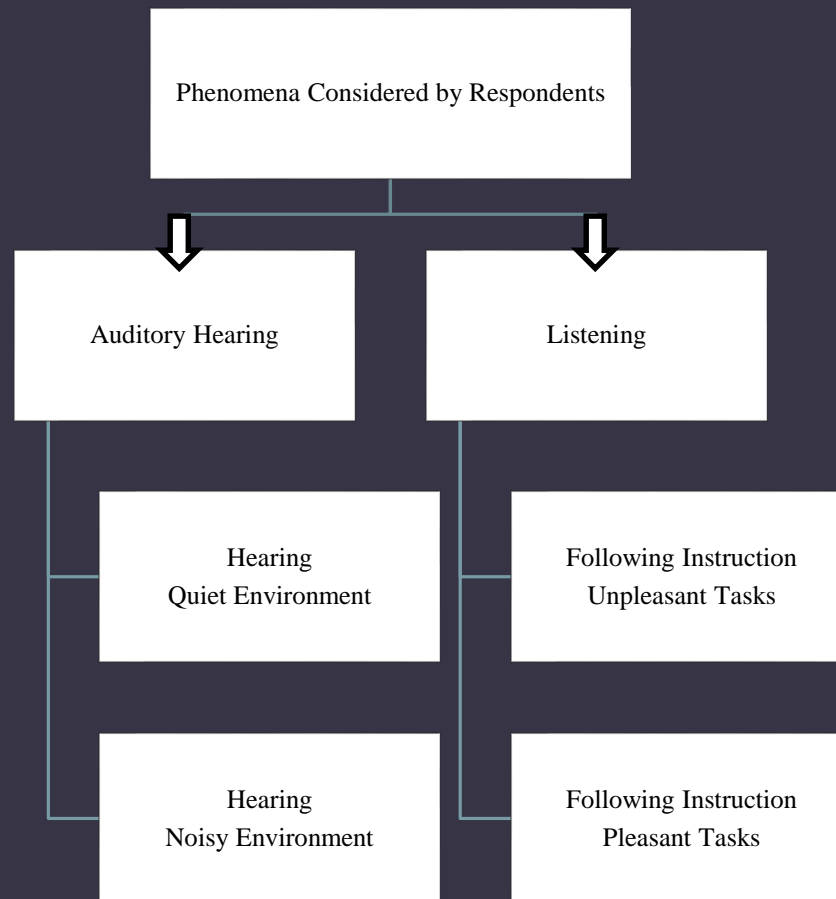 Phenomena Considered by Respondents
Auditory Hearing
Listening
Hearing
Quiet Environment
Following Instruction
Unpleasant Tasks
Hearing
Noisy Environment
Following Instruction
Pleasant Tasks